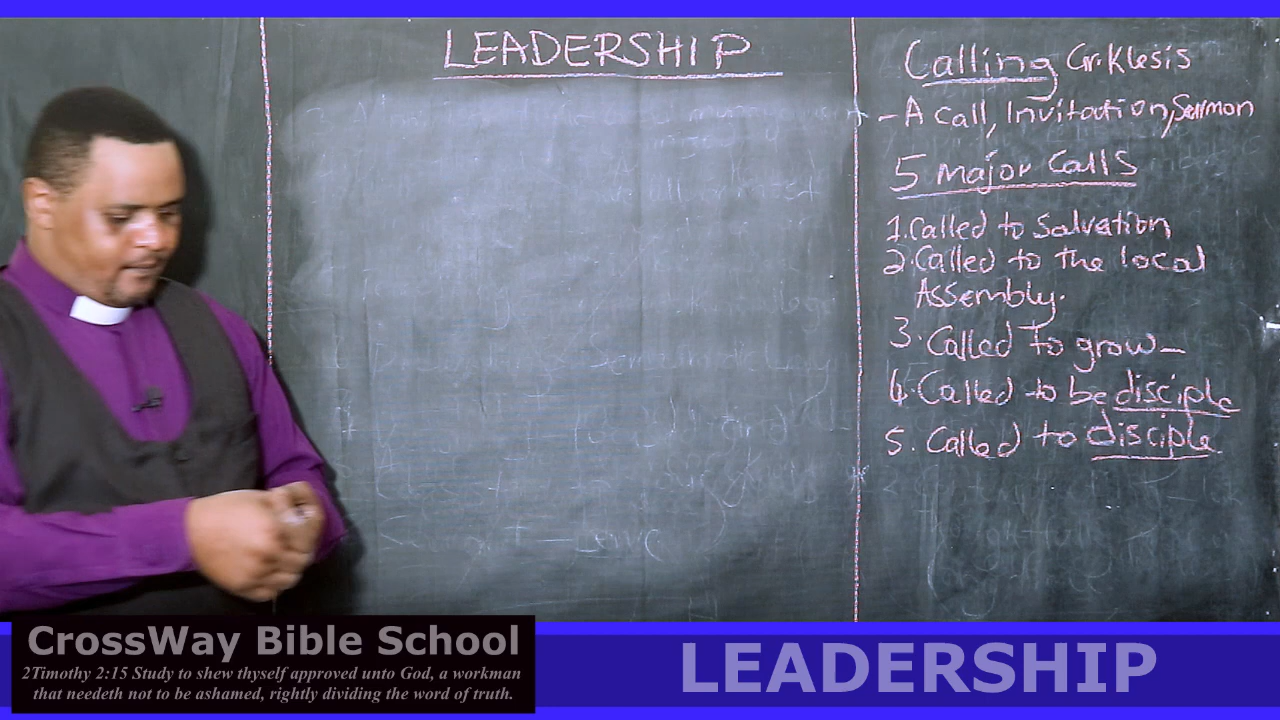 LEADERSHIP
Calling Gr. Klesis
- A call, Invitation, Sermon
5 Major Calls
1. Called to Salvation
2. Called to the local
Assembly.
3. Called to grow -
4. Called to be disciple
5. Called to disciple.
CrossWay Bible School
2Timothy 2:15 Study to shew thyself approved unto God, a workman
that needeth not to be ashamed, rightly dividing the word of truth.
LEADERSHIP